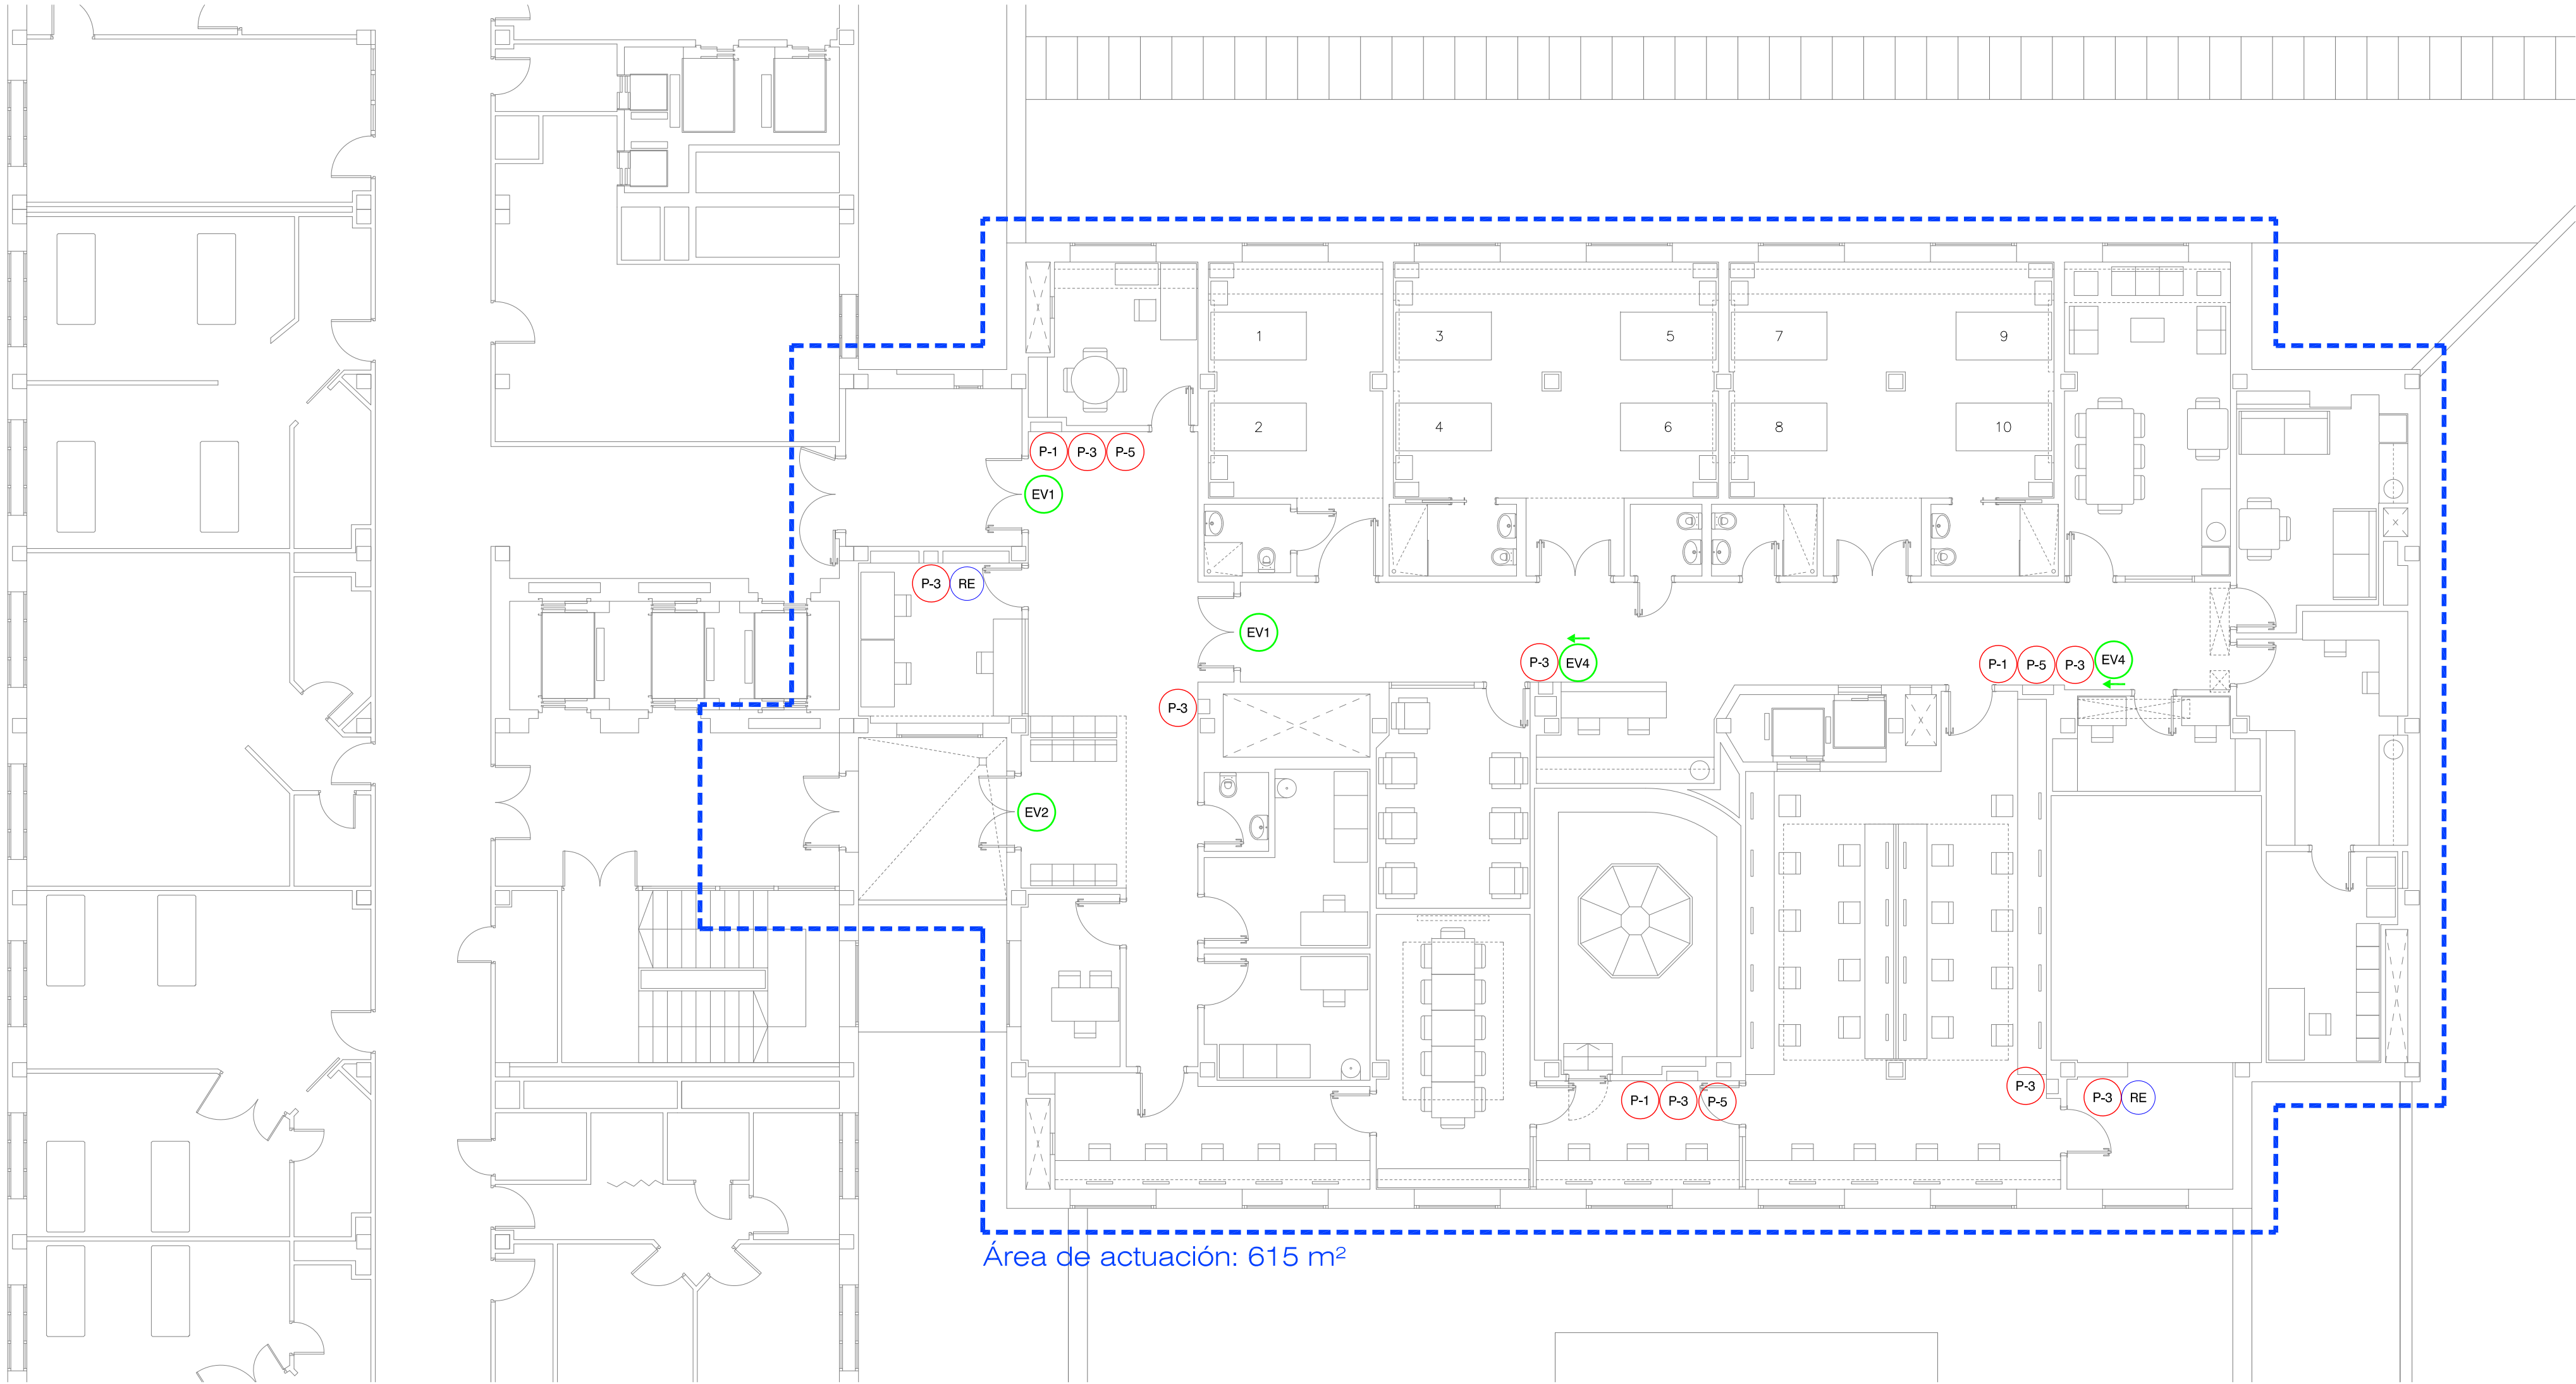 1
3
5
7
9
2
4
6
8
10
P-1 P-3 P-5
EV1
P-3 RE
EV1
P-3 EV4
P-1 P-5 P-3 EV4
P-3
EV2
P-3
P-3 RE
P-1 P-3 P-5
Área de actuación: 615 m²